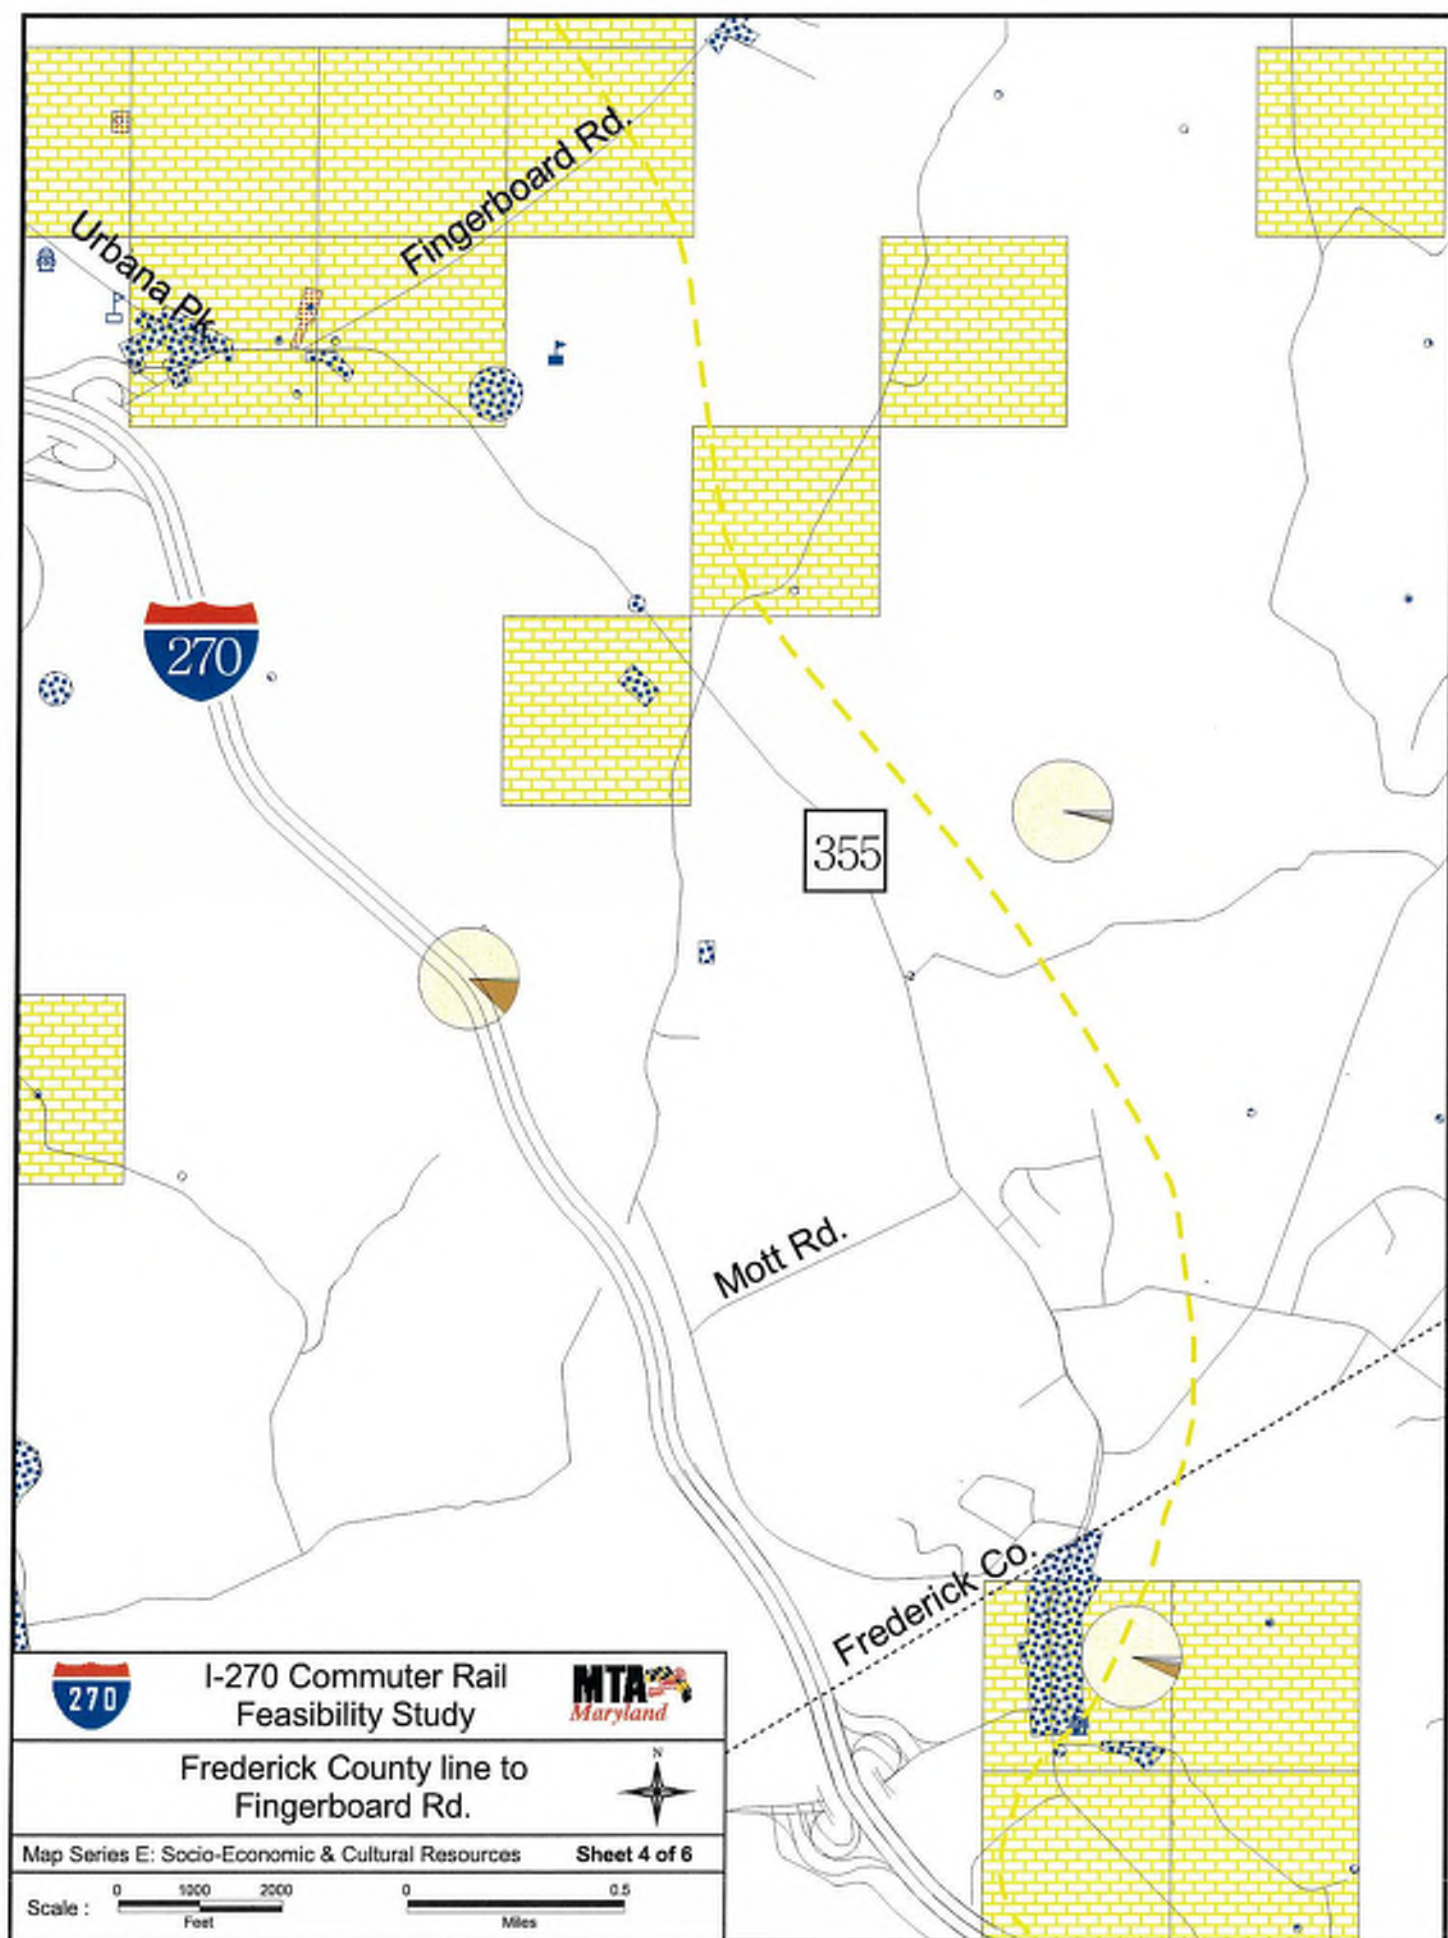 Fingerboard Rd.
Urbana Pk.
270
355
Mott Rd.
Frederick Co.
270
I-270 Commuter Rail
Feasibility Study
MTA
Maryland
Frederick County line to
Fingerboard Rd.
N
Map Series E: Socio-Economic & Cultural Resources
Sheet 4 of 6
Scale :
0 1000 2000
Feet
0 0.5
Miles